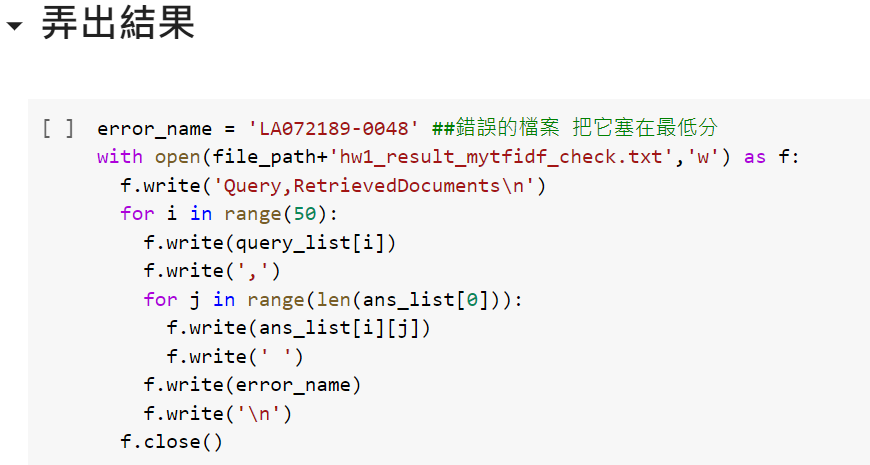 弄出結果
[ ] error_name = 'LA072189-0048' ##錯誤的檔案 把它塞在最低分
with open(file_path+'hw1_result_mytfidf_check.txt','w') as f:
  f.write('Query,RetrievedDocuments\n')
  for i in range(50):
    f.write(query_list[i])
    f.write(',')
    for j in range(len(ans_list[0])):
      f.write(ans_list[i][j])
      f.write(' ')
    f.write(error_name)
    f.write('\n')
  f.close()